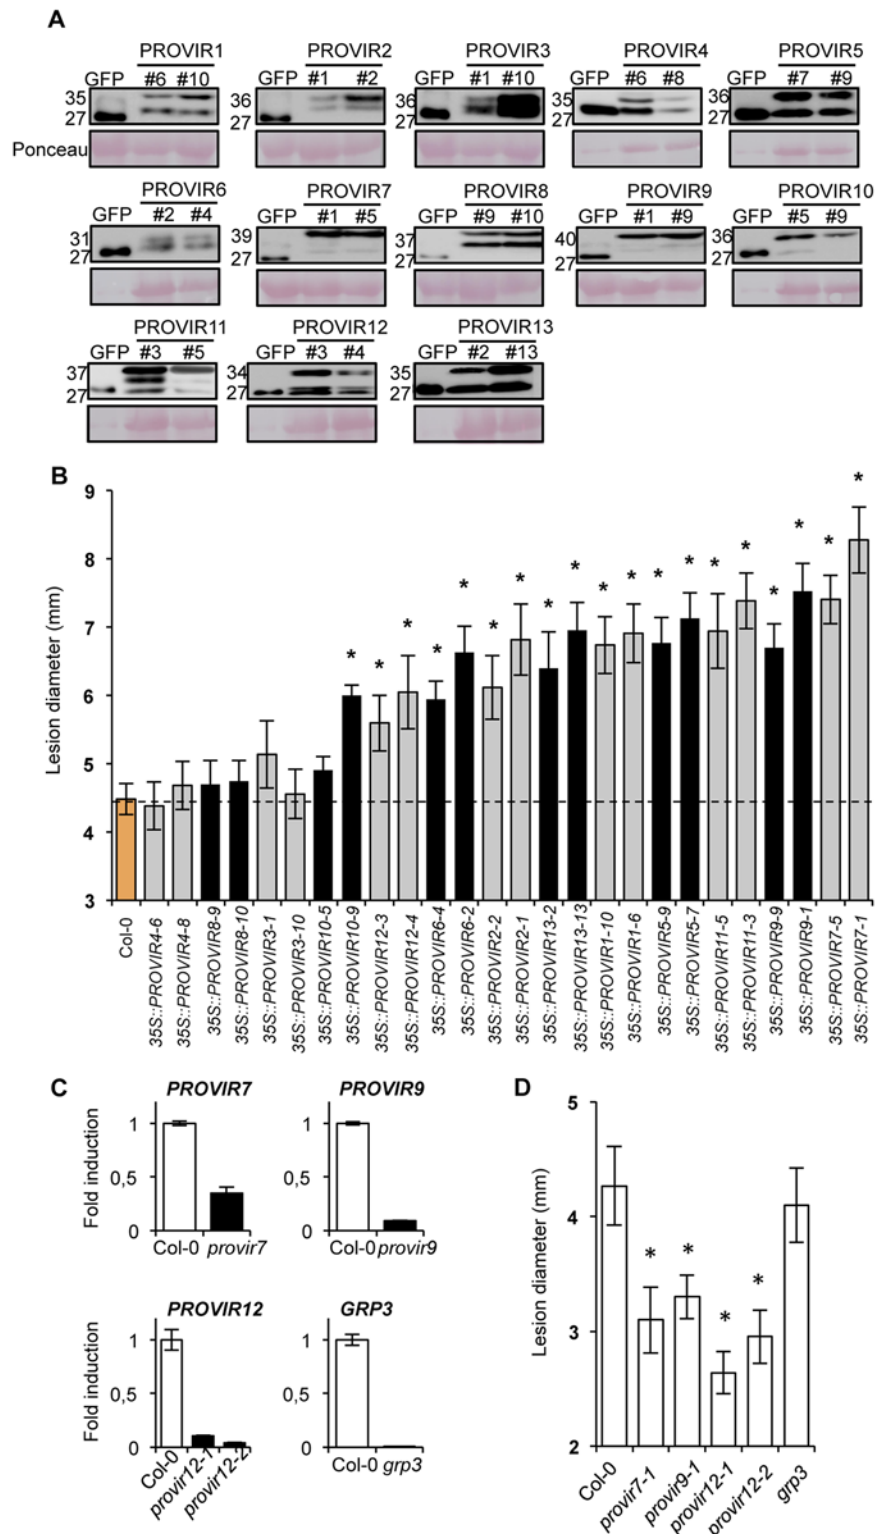 A
PROVIR1 PROVIR2 PROVIR3 PROVIR4 PROVIR5
GFP #6 #10 GFP #1 #2 GFP #1 #10 GFP #6 #8 GFP #7 #9
35 36 36 35 36
27 27 27 27 27
Ponceau
PROVIR6 PROVIR7 PROVIR8 PROVIR9 PROVIR10
GFP #2 #4 GFP #1 #5 GFP #9 #10 GFP #1 #9 GFP #5 #9
31 39 37 40 36
27 27 27 27 27
PROVIR11 PROVIR12 PROVIR13
GFP #3 #5 GFP #3 #4 GFP #2 #13
37 34 35
27 27 27
B
Lesion diameter (mm)
9
8
7
6
5
4
3
* * * * * * * * * * * * * * * * * *
Col-0
35S::PROVIR4-6
35S::PROVIR4-8
35S::PROVIR8-9
35S::PROVIR8-10
35S::PROVIR3-1
35S::PROVIR3-10
35S::PROVIR10-5
35S::PROVIR10-9
35S::PROVIR12-3
35S::PROVIR12-4
35S::PROVIR6-4
35S::PROVIR6-2
35S::PROVIR2-2
35S::PROVIR2-1
35S::PROVIR13-2
35S::PROVIR13-13
35S::PROVIR1-10
35S::PROVIR1-6
35S::PROVIR5-9
35S::PROVIR5-7
35S::PROVIR11-5
35S::PROVIR11-3
35S::PROVIR9-9
35S::PROVIR9-1
35S::PROVIR7-5
35S::PROVIR7-1
C
PROVIR7 PROVIR9
Fold induction
1 1
0,5 0,5
0 0
Col-0 provir7 Col-0 provir9
PROVIR12 GRP3
Fold induction
1 1
0,5 0,5
0 0
Col-0 provir12-1 provir12-2 Col-0 grp3
D
Lesion diameter (mm)
5
4
3
2
* * * *
Col-0
provir7-1
provir9-1
provir12-1
provir12-2
grp3